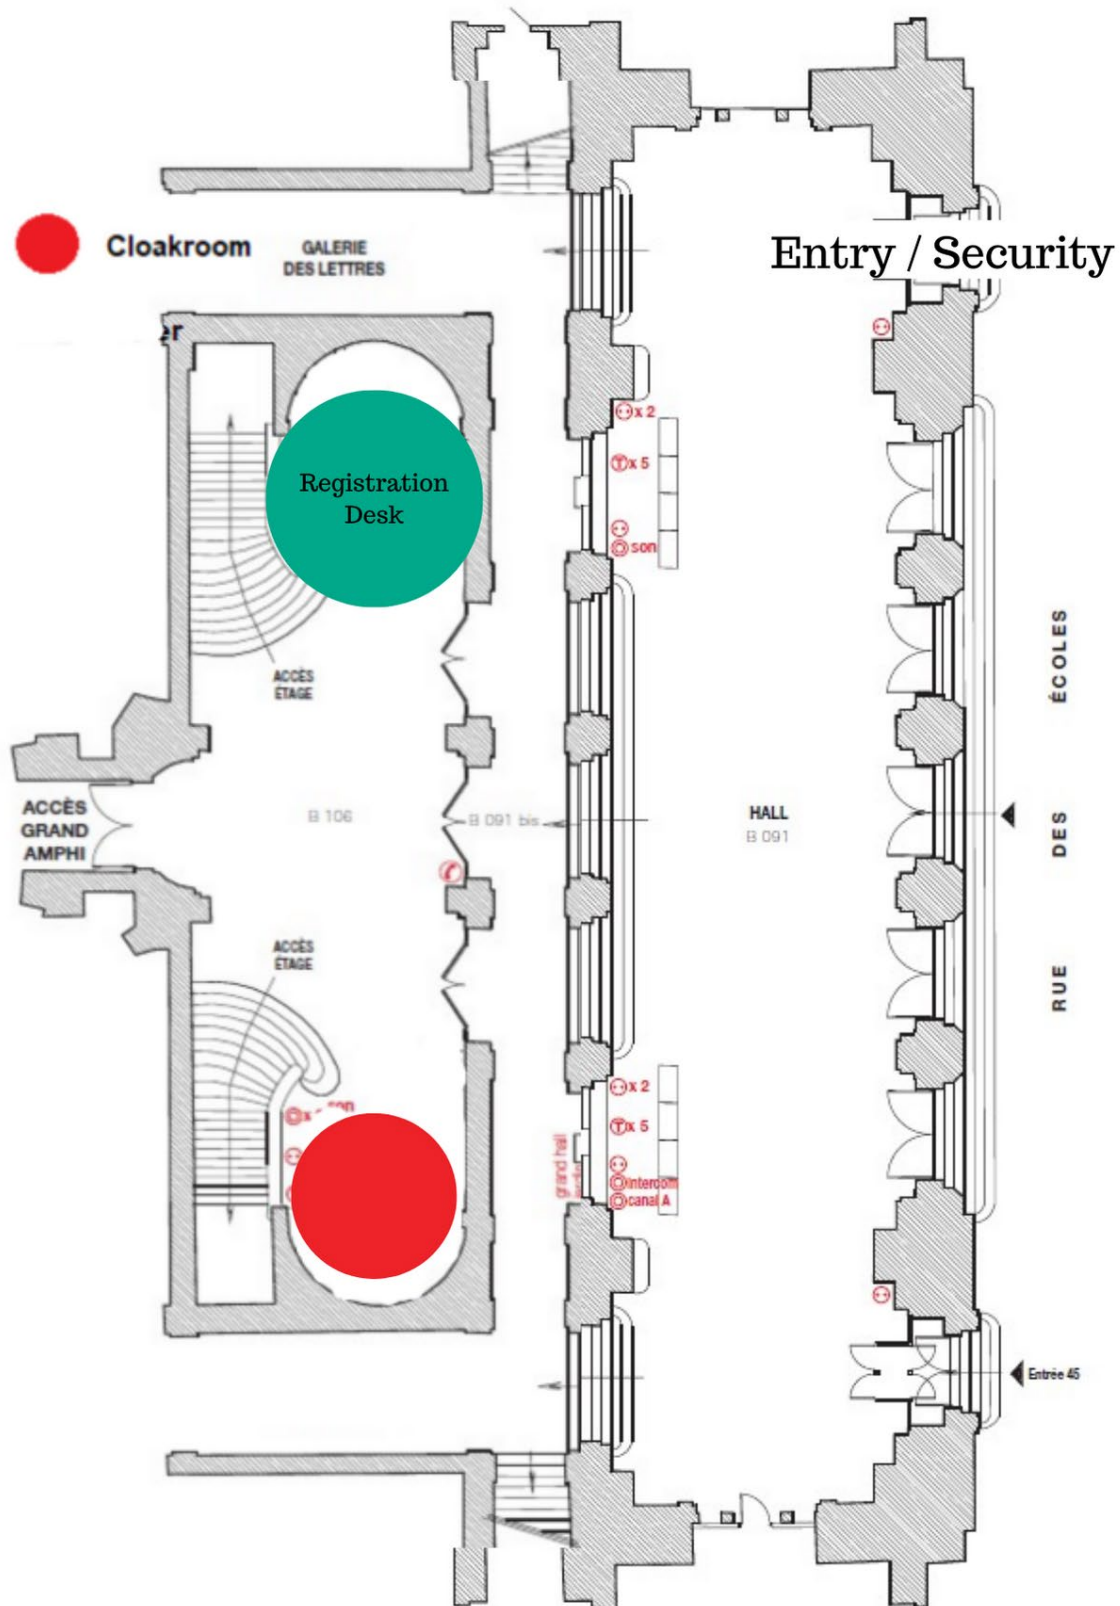 Cloakroom
GALERIE
DES LETTRES
Entry / Security
er
x 2
x 5
son
Registration
Desk
ACCÈS
ÉTAGE
ÉCOLES
DES
RUE
ACCÈS
GRAND
AMPHI
B 106
B 091 bis
HALL
B 091
ACCÈS
ÉTAGE
x 2
x 5
intercom
canal A
grand hall
Entrée 45